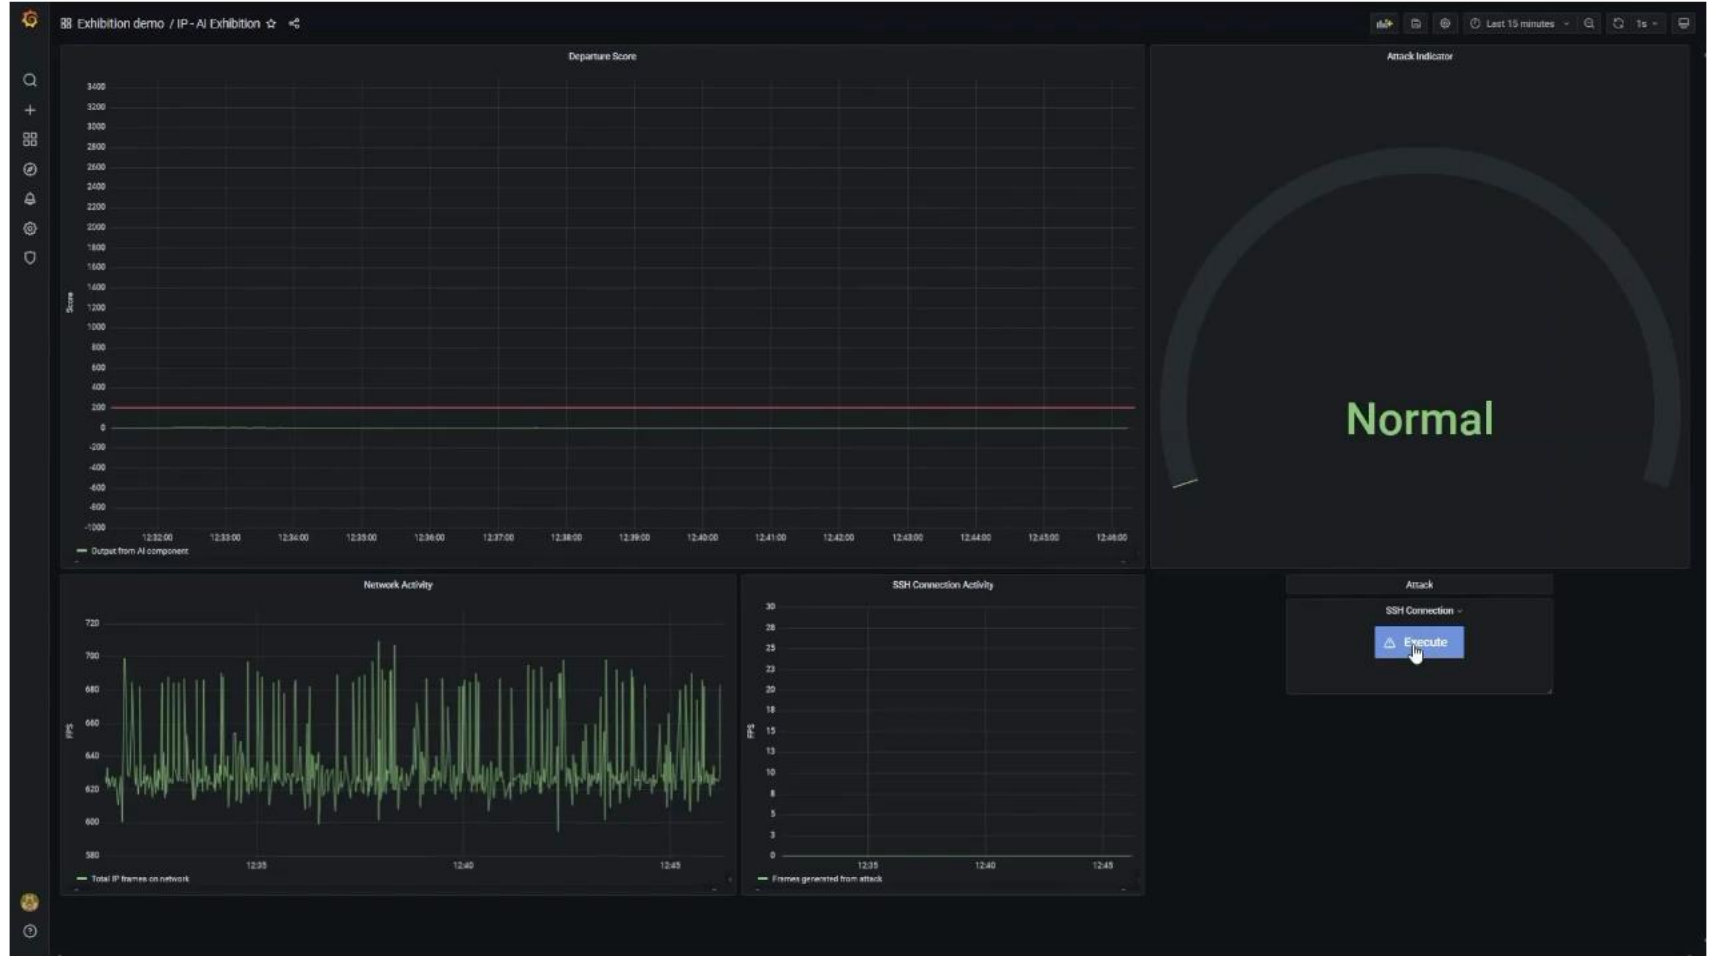 Exhibition demo / IP - AI Exhibition
Last 15 minutes
1s
Departure Score
3400
3200
3000
2800
2600
2400
2200
2000
1800
1600
1400
1200
1000
800
600
400
200
0
-200
-400
-600
-800
-1000
Score
12:32:00 12:33:00 12:34:00 12:35:00 12:36:00 12:37:00 12:38:00 12:39:00 12:40:00 12:41:00 12:42:00 12:43:00 12:44:00 12:45:00 12:46:00
Output from AI component
Attack Indicator
Normal
Network Activity
720
700
680
660
640
620
600
580
FPS
12:35 12:40 12:45
Total IP frames on network
SSH Connection Activity
30
28
25
23
20
18
15
13
10
8
5
3
0
FPS
12:35 12:40 12:45
Frames generated from attack
Attack
SSH Connection
Execute